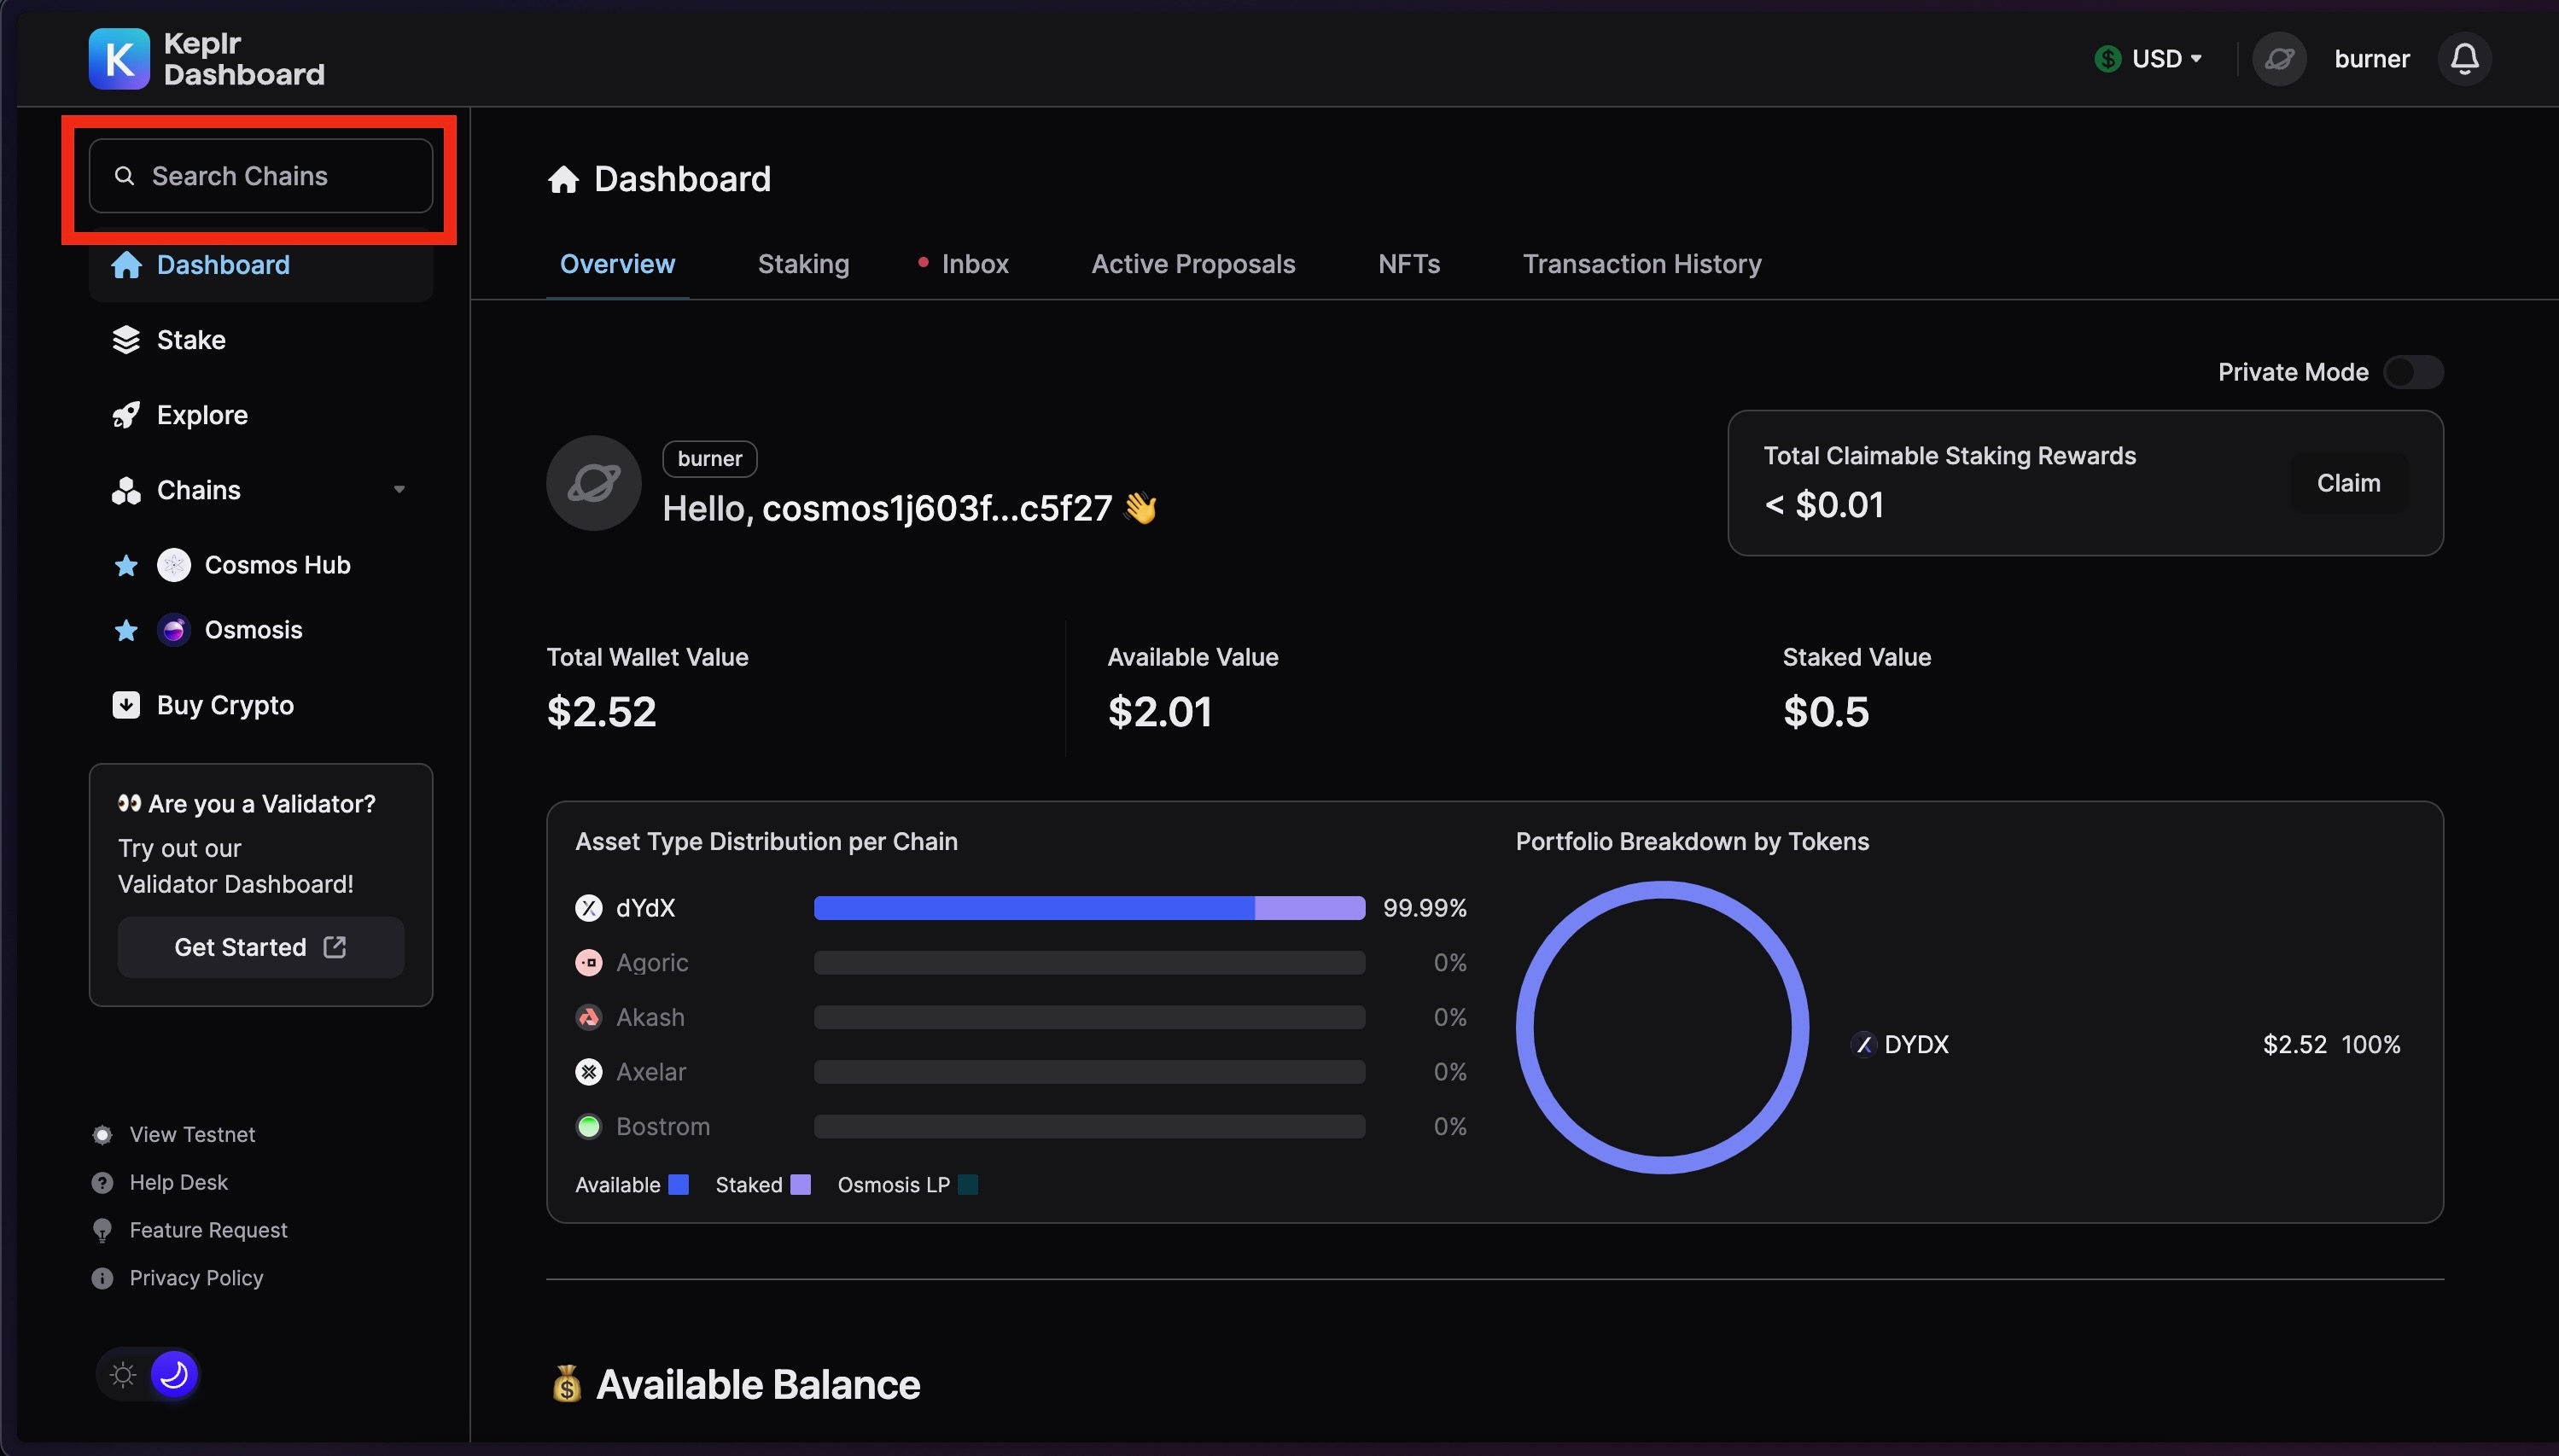 Keplr
Dashboard
USD
burner
Search Chains
Dashboard
Stake
Explore
Chains
Cosmos Hub
Osmosis
Buy Crypto
👀 Are you a Validator?
Try out our
Validator Dashboard!
Get Started
View Testnet
Help Desk
Feature Request
Privacy Policy
Dashboard
Overview Staking Inbox Active Proposals NFTs Transaction History
Private Mode
burner
Hello, cosmos1j603f...c5f27 👋
Total Claimable Staking Rewards
< $0.01
Claim
Total Wallet Value
$2.52
Available Value
$2.01
Staked Value
$0.5
Asset Type Distribution per Chain
dYdX 99.99%
Agoric 0%
Akash 0%
Axelar 0%
Bostrom 0%
Available Staked Osmosis LP
Portfolio Breakdown by Tokens
DYDX $2.52 100%
💰 Available Balance